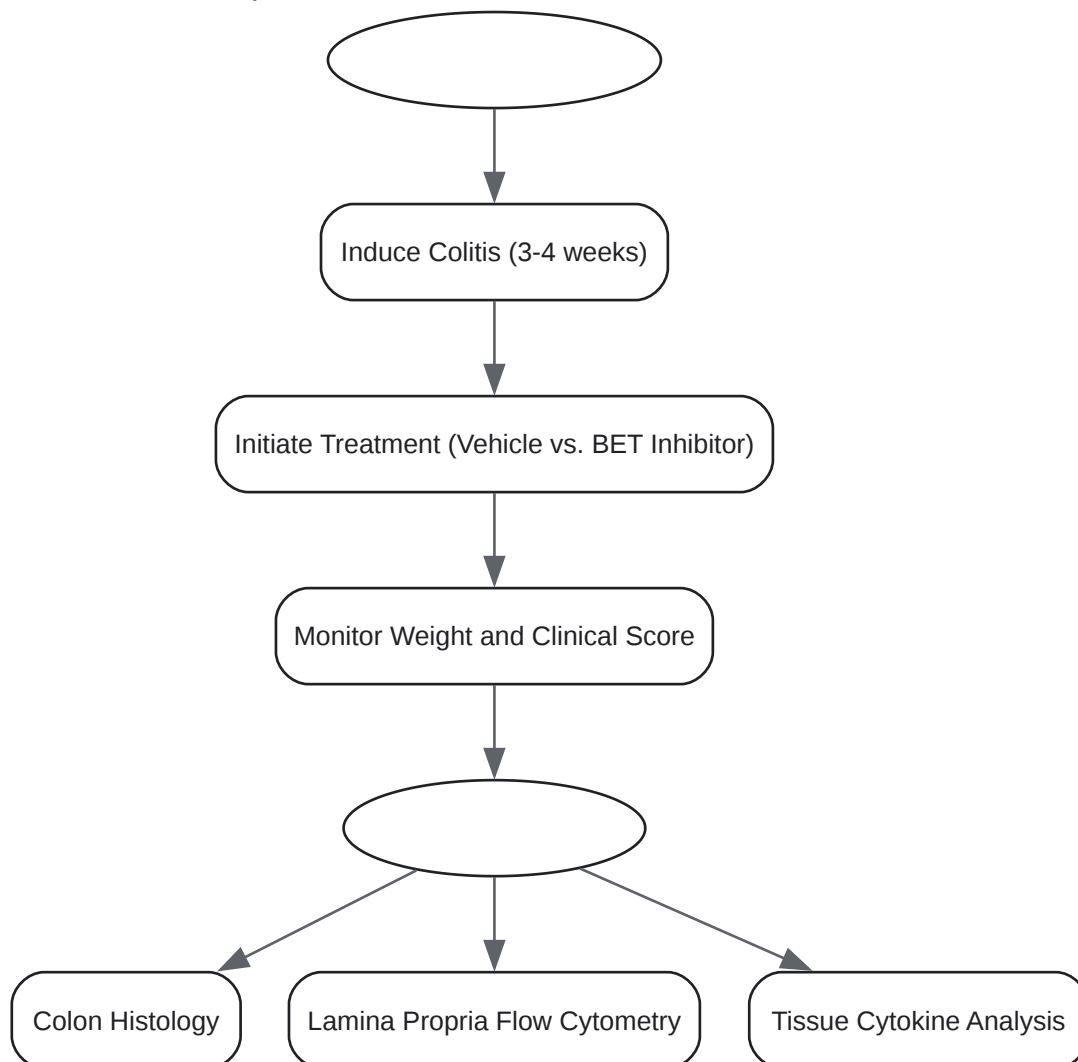 Induce Colitis (3-4 weeks)
Initiate Treatment (Vehicle vs. BET Inhibitor)
Monitor Weight and Clinical Score
Colon Histology
Lamina Propria Flow Cytometry
Tissue Cytokine Analysis